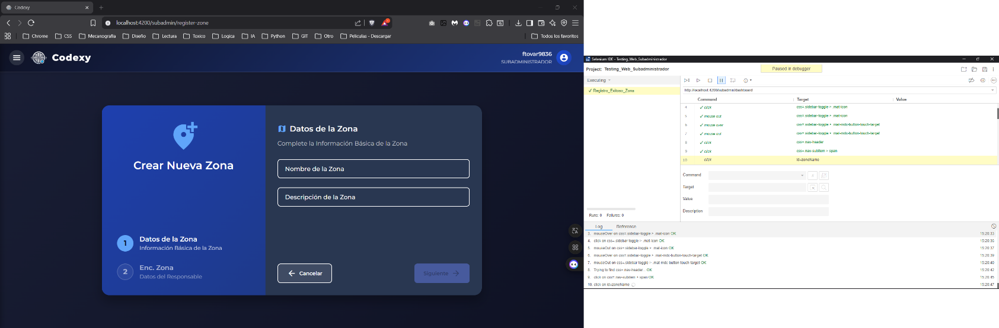 Codexy
localhost:4200/subadmin/register-zone
Chrome
CSS
Mecanografia
Diseño
Lectura
Toxico
Logica
IA
Python
GIT
Otro
Peliculas - Descargar
Todos los favoritos
Codexy
ftovar9836
SUBADMINISTRADOR
Crear Nueva Zona
1
Datos de la Zona
Información Básica de la Zona
2
Enc. Zona
Datos del Responsable
Datos de la Zona
Complete la Información Básica de la Zona
Nombre de la Zona
Descripción de la Zona
Cancelar
Siguiente
Selenium IDE - Testing_Web_Subadministrador
Project: Testing_Web_Subadministrador
Paused in debugger
Executing
✓ Registro_Exitoso_Zona
Runs: 0 Failures: 0
http://localhost:4200/subadmin/dashboard
Command Target Value
4 ✓ click css=.sidebar-toggle > .mat-icon
5 ✓ mouse out css=.sidebar-toggle > .mat-icon
6 ✓ mouse over css=.sidebar-toggle > .mat-mdc-button-touch-target
7 ✓ mouse out css=.sidebar-toggle > .mat-mdc-button-touch-target
8 ✓ click css=.nav-header
9 ✓ click css=.nav-subitem > span
10 click id=zoneName
Command
Target
Value
Description
Log Reference
3. mouseOver on css=.sidebar-toggle > .mat-icon OK 15:20:33
4. click on css=.sidebar-toggle > .mat-icon OK 15:20:36
5. mouseOut on css=.sidebar-toggle > .mat-icon OK 15:20:37
6. mouseOver on css=.sidebar-toggle > .mat-mdc-button-touch-target OK 15:20:39
7. mouseOut on css=.sidebar-toggle > .mat-mdc-button-touch-target OK 15:20:40
8. Trying to find css=.nav-header... OK 15:20:42
9. click on css=.nav-subitem > span OK 15:20:45
10. click on id=zoneName 15:20:47